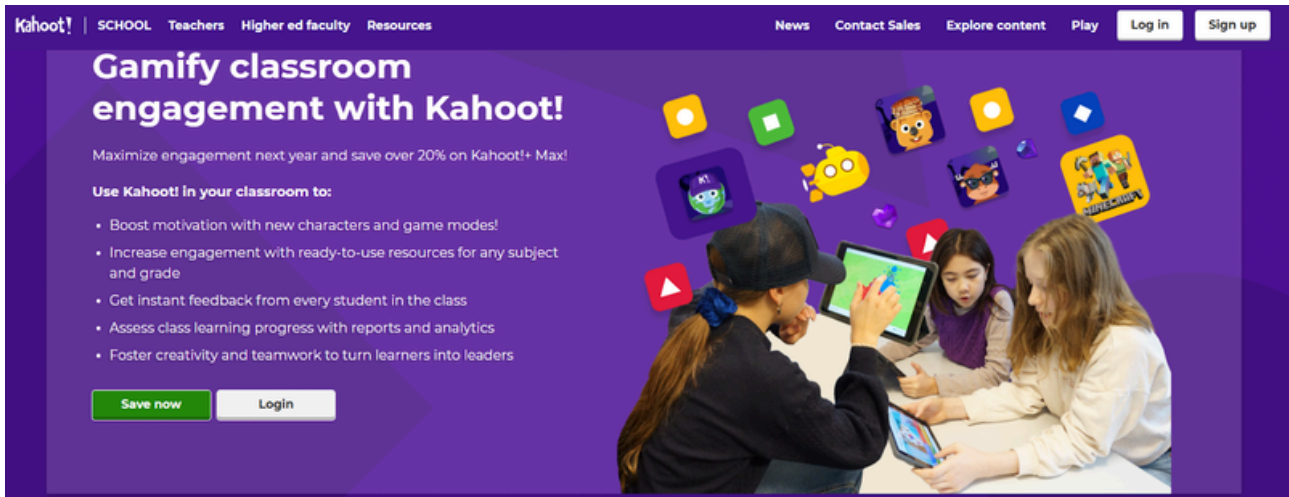 Kahoot! | SCHOOL Teachers Higher ed faculty Resources News Contact Sales Explore content Play Log in Sign up
Gamify classroom
engagement with Kahoot!
Maximize engagement next year and save over 20% on Kahoot!+ Max!
Use Kahoot! in your classroom to:
• Boost motivation with new characters and game modes!
• Increase engagement with ready-to-use resources for any subject
and grade
• Get instant feedback from every student in the class
• Assess class learning progress with reports and analytics
• Foster creativity and teamwork to turn learners into leaders
Save now Login
K!
MINECRAFT